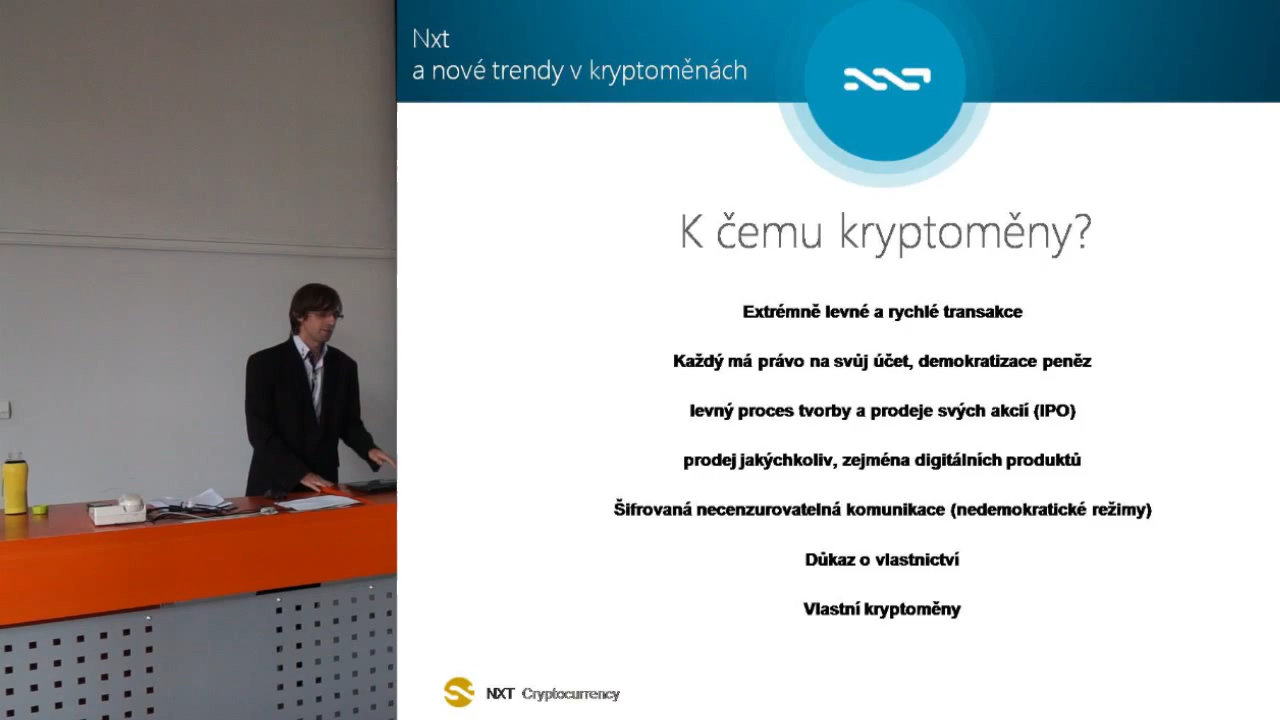 Nxt
a nové trendy v kryptoměnách
K čemu kryptoměny?
Extrémně levné a rychlé transakce
Každý má právo na svůj účet, demokratizace peněz
levný proces tvorby a prodeje svých akcií (IPO)
prodej jakýchkoliv, zejména digitálních produktů
Šifrovaná necenzurovatelná komunikace (nedemokratické režimy)
Důkaz o vlastnictví
Vlastní kryptoměny
NXT Cryptocurrency